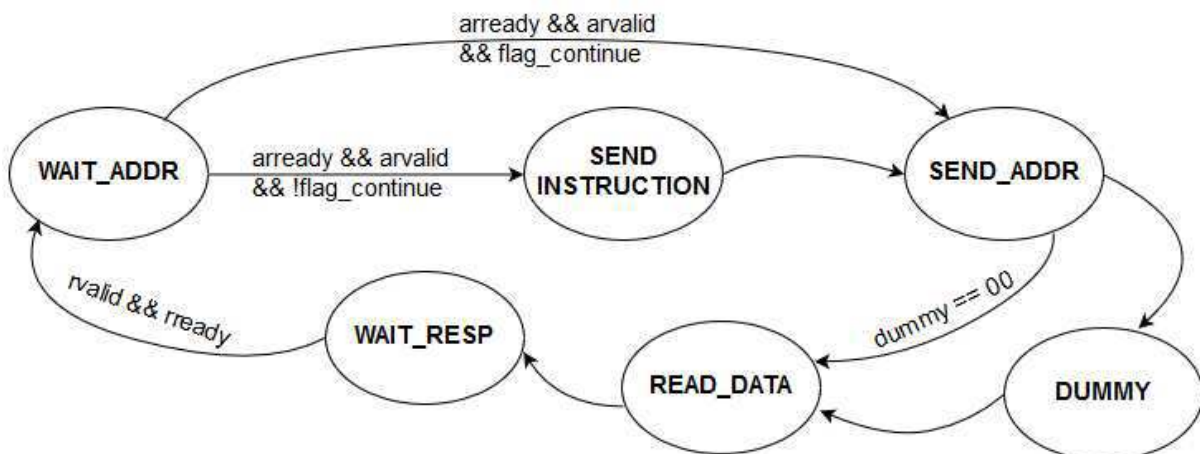 arready && arvalid
&& flag_continue
WAIT_ADDR
arready && arvalid
&& !flag_continue
SEND
INSTRUCTION
SEND_ADDR
rvalid && rready
WAIT_RESP
dummy == 00
READ_DATA
DUMMY